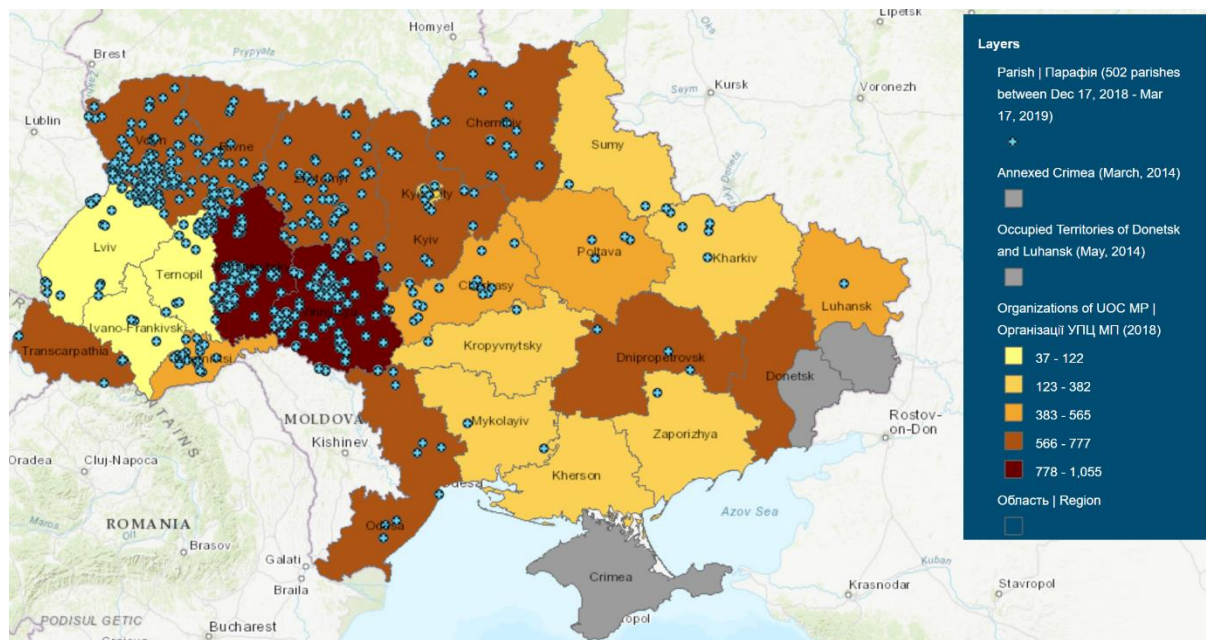 Lipetsk
Homyel
Oka
Brest
Prypyats
Kursk
Voronezh
Seym
Lublin
Volyn
Rivne
Zhytomyr
Chernihiv
Sumy
Kyiv City
Kyiv
Lviv
Ternopil
Poltava
Kharkiv
Cherkasy
Luhansk
Ivano-Frankivsk
Transcarpathia
Kropyvnytsky
Dnipropetrovsk
Donetsk
MOLDOVA
Kishinev
Mykolayiv
Zaporizhya
Rostov-
on-Don
Oradea
Cluj-Napoca
Kherson
Odesa
Azov Sea
Mures
ROMANIA
Olt
Brasov
Galati
Braila
Crimea
Kuban
Krasnodar
Stavropol
PODISUL GETIC
Bucharest
Layers
Parish | Парафія (502 parishes
between Dec 17, 2018 - Mar
17, 2019)
Annexed Crimea (March, 2014)
Occupied Territories of Donetsk
and Luhansk (May, 2014)
Organizations of UOC MP |
Організації УПЦ МП (2018)
37 - 122
123 - 382
383 - 565
566 - 777
778 - 1,055
Область | Region